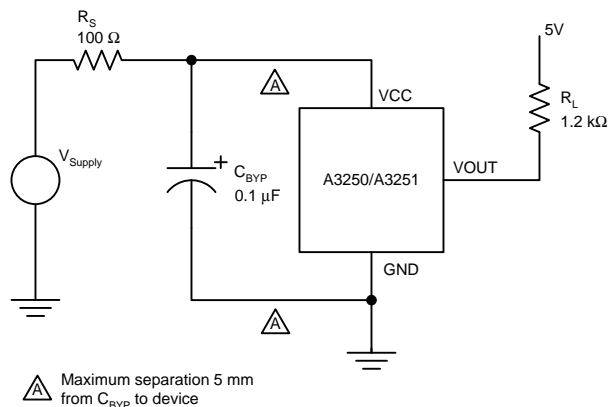 R_S
100 Ω
A
VCC
5V
R_L
1.2 kΩ
V_Supply
+
C_BYP
0.1 µF
A3250/A3251
VOUT
GND
A
A Maximum separation 5 mm
from C_BYP to device